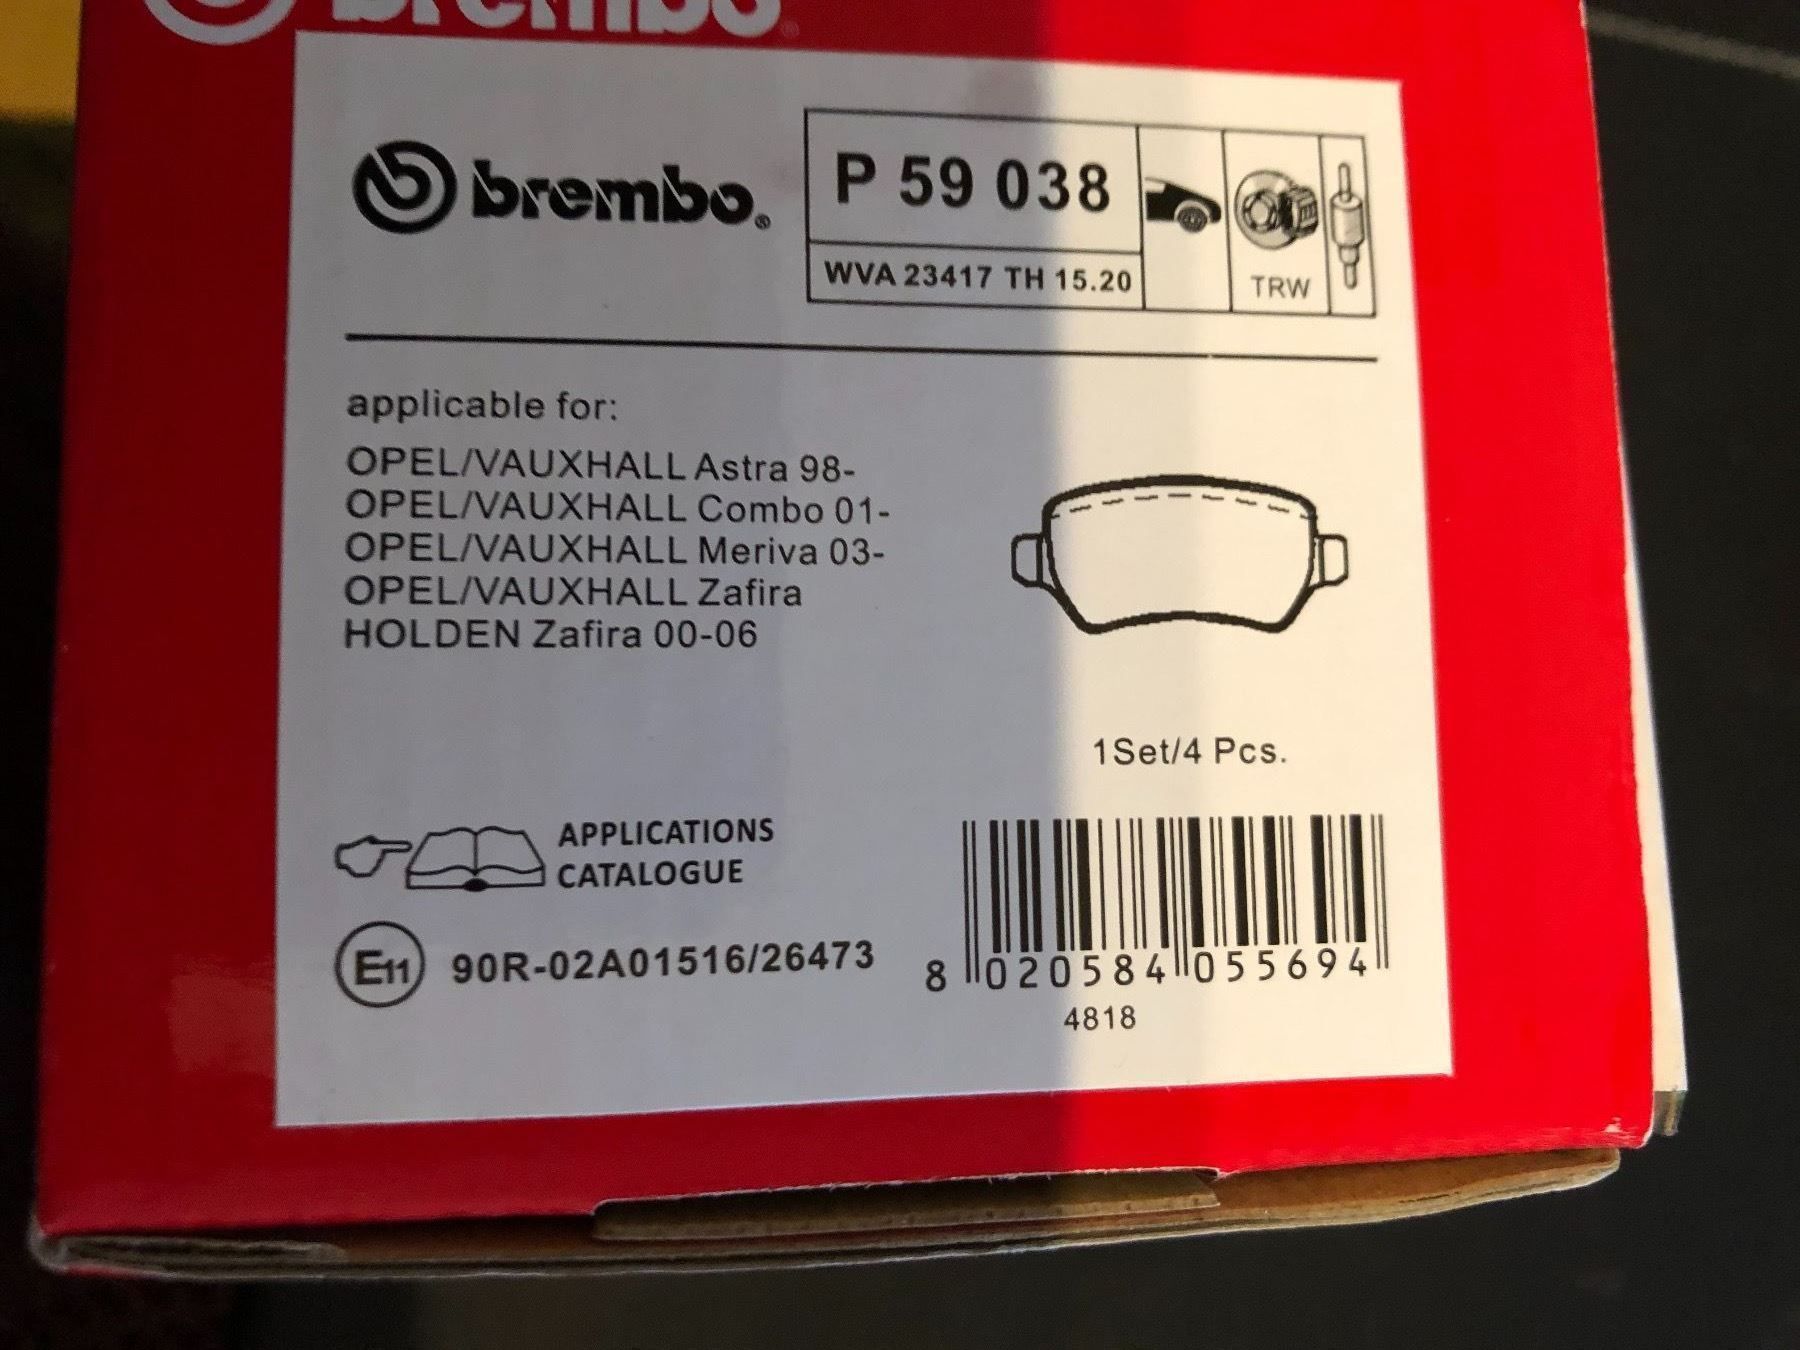 brembo®
brembo®
P 59 038
WVA 23417 TH 15.20
TRW
applicable for:
OPEL/VAUXHALL Astra 98-
OPEL/VAUXHALL Combo 01-
OPEL/VAUXHALL Meriva 03-
OPEL/VAUXHALL Zafira
HOLDEN Zafira 00-06
1Set/4 Pcs.
APPLICATIONS
CATALOGUE
E11 90R-02A01516/26473
8 020584 055694
4818